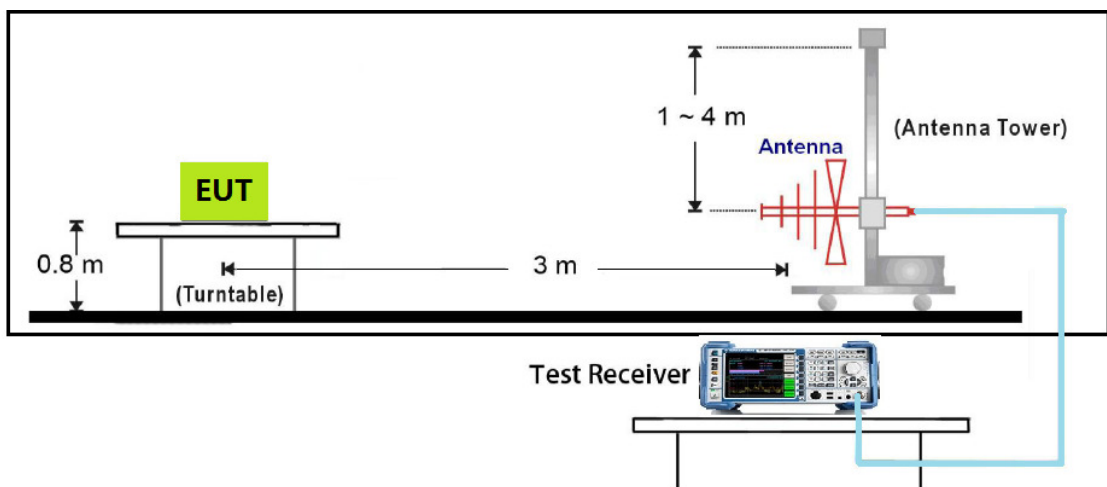 1 ~ 4 m
(Antenna Tower)
Antenna
EUT
0.8 m
3 m
(Turntable)
Test Receiver